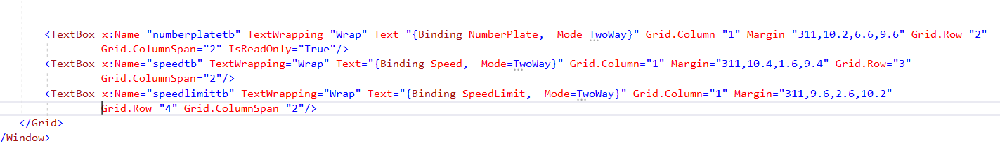 <TextBox x:Name="numberplatetb" TextWrapping="Wrap" Text="{Binding NumberPlate,  Mode=TwoWay}" Grid.Column="1" Margin="311,10.2,6.6,9.6" Grid.Row="2"
Grid.ColumnSpan="2" IsReadOnly="True"/>
<TextBox x:Name="speedtb" TextWrapping="Wrap" Text="{Binding Speed,  Mode=TwoWay}" Grid.Column="1" Margin="311,10.4,1.6,9.4" Grid.Row="3"
Grid.ColumnSpan="2"/>
<TextBox x:Name="speedlimittb" TextWrapping="Wrap" Text="{Binding SpeedLimit,  Mode=TwoWay}" Grid.Column="1" Margin="311,9.6,2.6,10.2"
Grid.Row="4" Grid.ColumnSpan="2"/>
</Grid>
/Window>